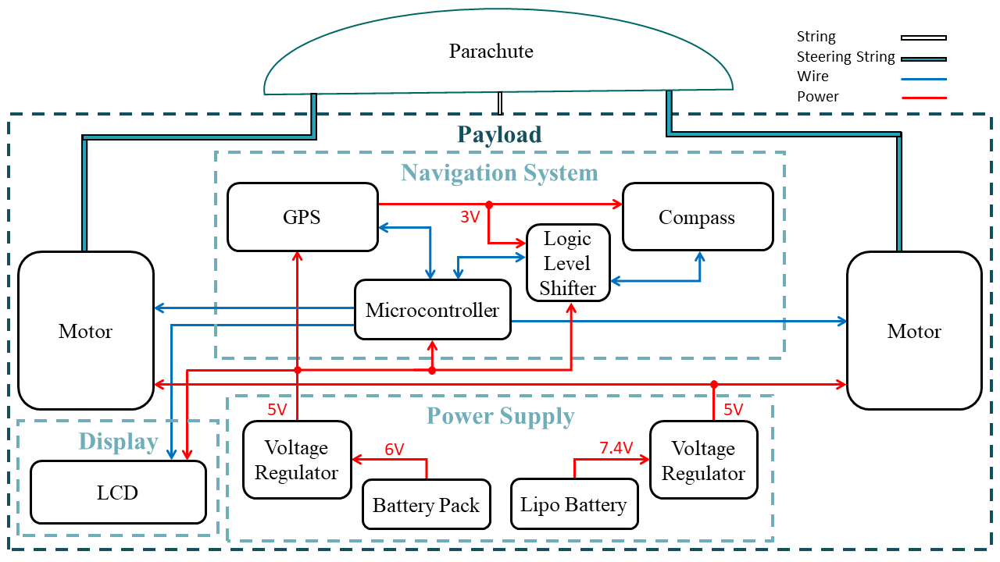 Parachute
String
Steering String
Wire
Power
Payload
Navigation System
GPS
3V
Logic
Level
Shifter
Compass
Microcontroller
Motor
Motor
5V
Power Supply
5V
Display
LCD
Voltage
Regulator
6V
Battery Pack
7.4V
Lipo Battery
Voltage
Regulator